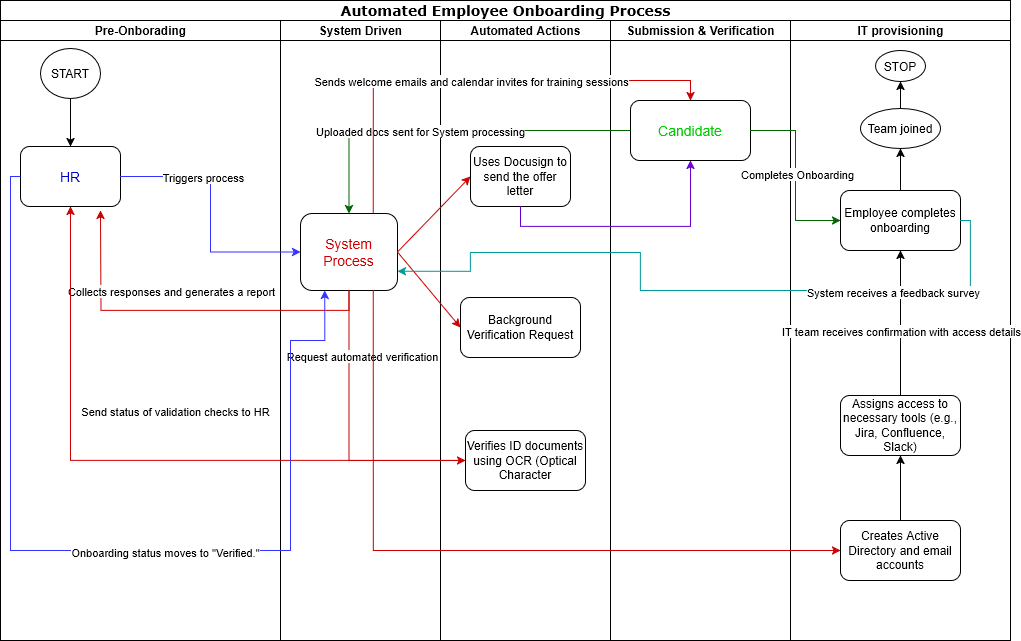 Automated Employee Onboarding Process
Pre-Onborading
System Driven
Automated Actions
Submission & Verification
IT provisioning
START
STOP
Sends welcome emails and calendar invites for training sessions
Candidate
Team joined
Uploaded docs sent for System processing
HR
Triggers process
Uses Docusign to
send the offer
letter
Completes Onboarding
Employee completes
onboarding
System
Process
Collects responses and generates a report
System receives a feedback survey
Background
Verification Request
IT team receives confirmation with access details
Request automated verification
Send status of validation checks to HR
Assigns access to
necessary tools (e.g.,
Jira, Confluence,
Slack)
Verifies ID documents
using OCR (Optical
Character
Onboarding status moves to "Verified."
Creates Active
Directory and email
accounts